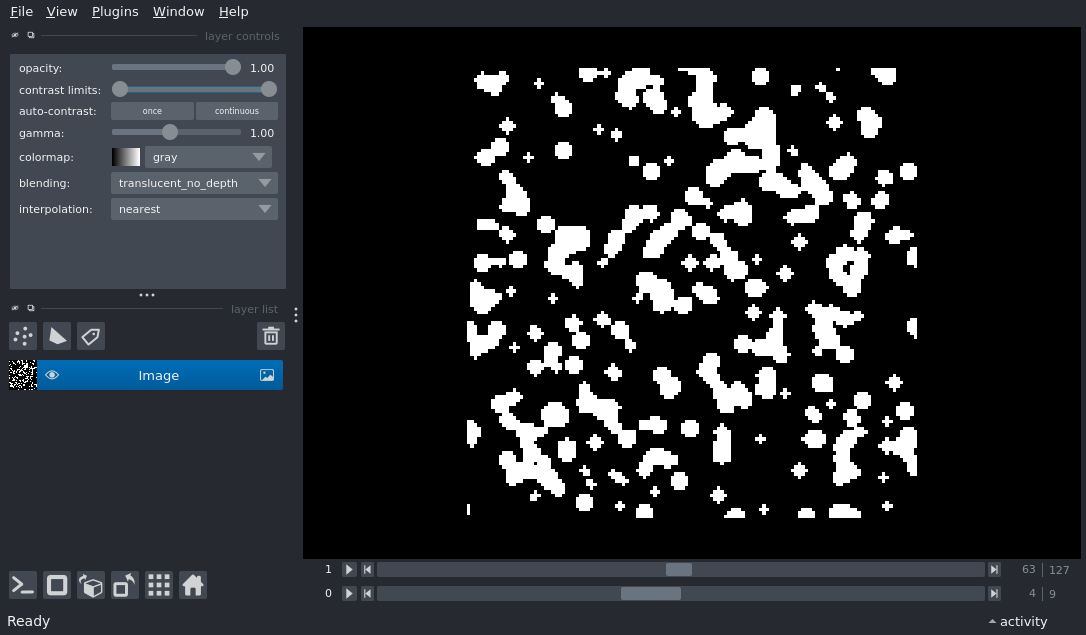 File View Plugins Window Help
layer controls
opacity: 1.00
contrast limits:
auto-contrast: once continuous
gamma: 1.00
colormap: gray
blending: translucent_no_depth
interpolation: nearest
layer list
Image
1 63 127
0 4 9
Ready activity